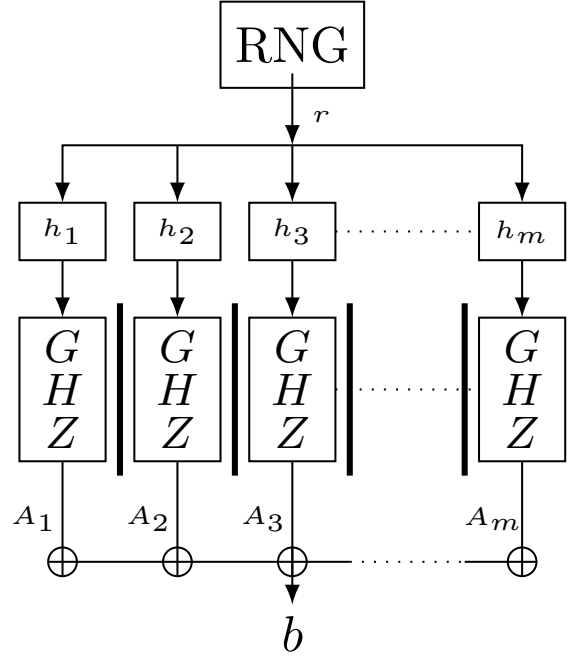 RNG
r
h₁ h₂ h₃ hₘ
G G G G
H H H H
Z Z Z Z
A₁ A₂ A₃ Aₘ
b